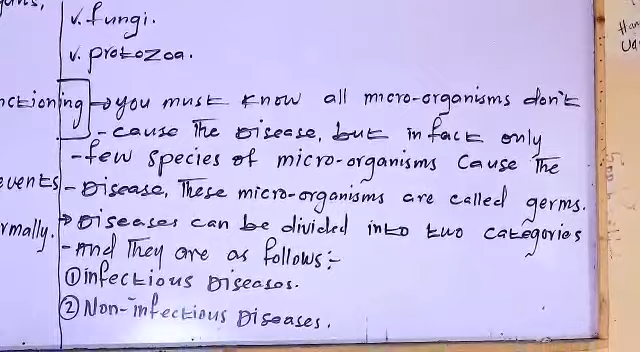 v. fungi.
v. protozoa.
nctioning → you must know all micro-organisms don't
- cause The Disease, but in fact only
- few species of micro-organisms cause The
events - Disease, These micro-organisms are called germs.
rmally. → Diseases can be divided into two categories
- And They are as follows:-
① infectious Diseases.
② Non-infectious Diseases.